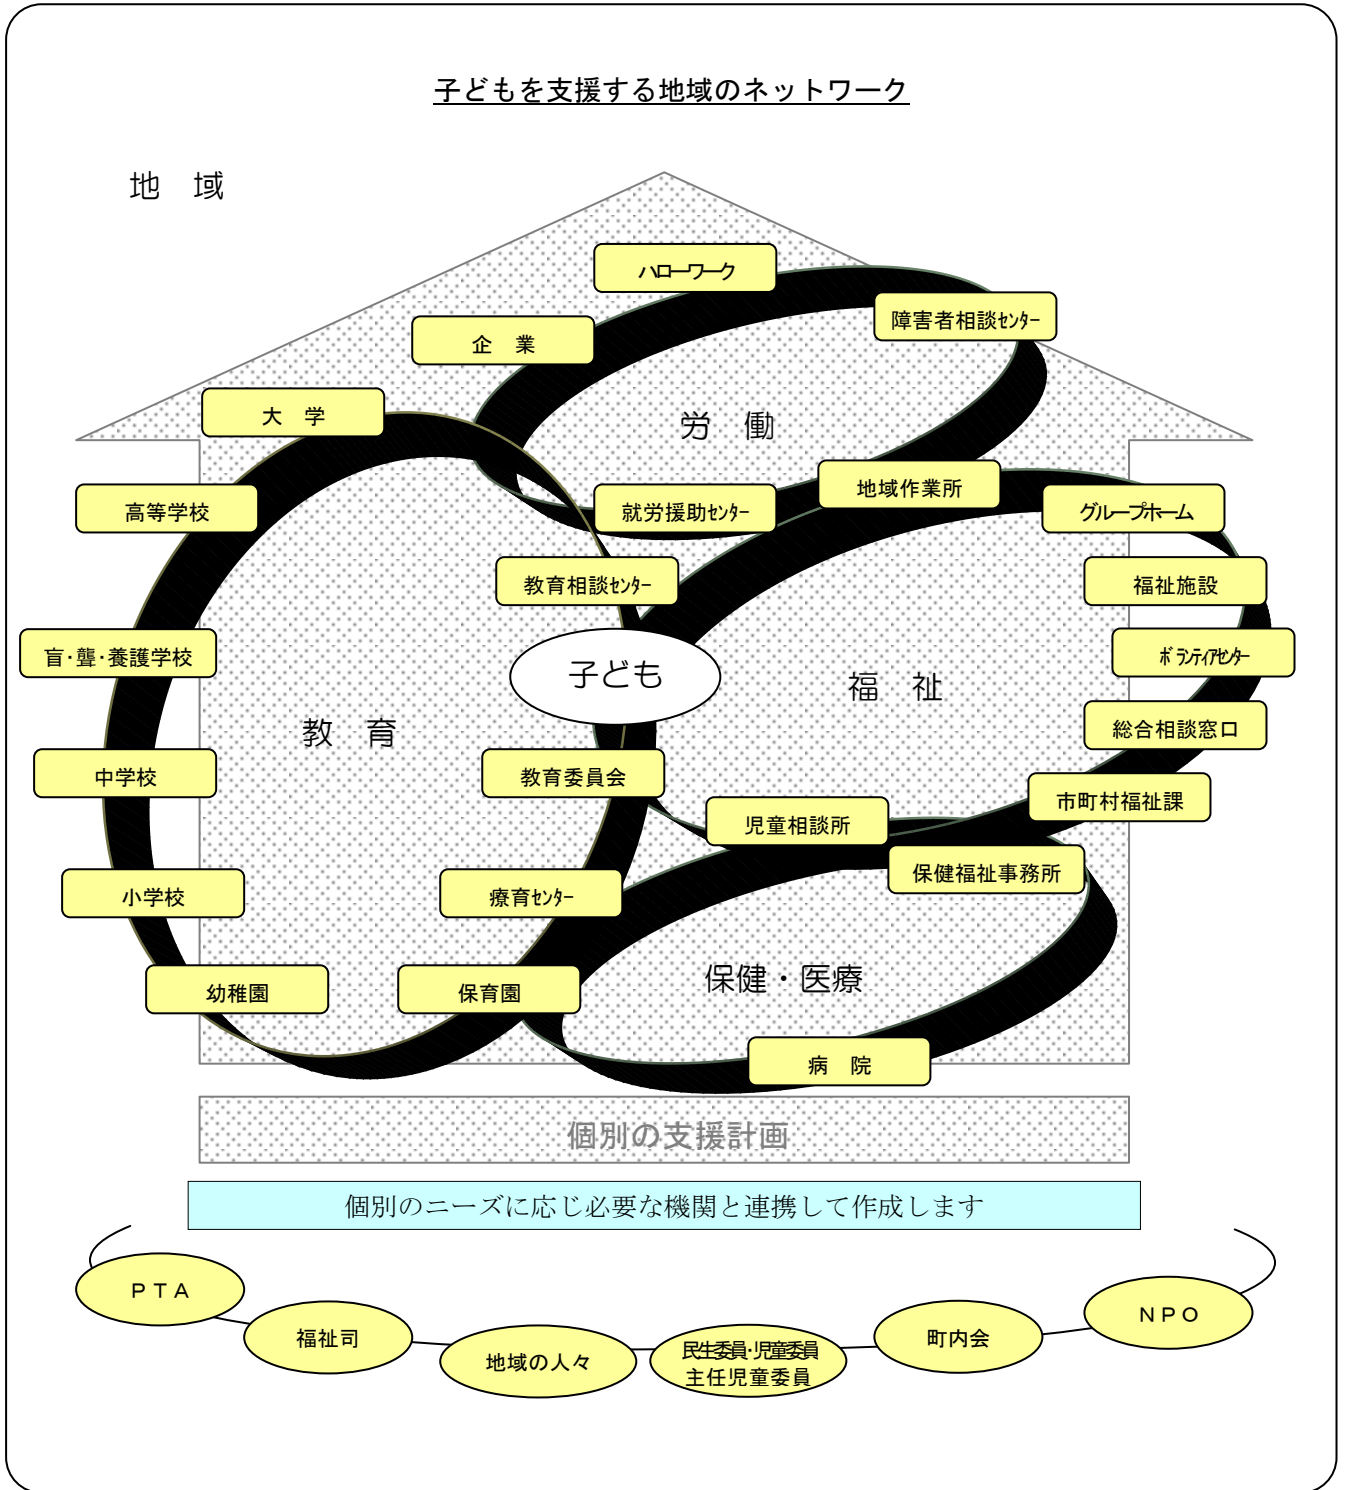 子どもを支援する地域のネットワーク
地　域
ハローワーク
障害者相談ｾﾝﾀｰ
企　業
大　学
労　働
高等学校
就労援助ｾﾝﾀｰ
地域作業所
グループホーム
教育相談ｾﾝﾀｰ
福祉施設
盲・聾・養護学校
子ども
ﾎﾞﾗﾝﾃｨｱｾﾝﾀｰ
福　祉
教　育
総合相談窓口
中学校
教育委員会
市町村福祉課
児童相談所
保健福祉事務所
小学校
療育ｾﾝﾀｰ
幼稚園
保育園
保健・医療
病　院
個別の支援計画
個別のニーズに応じ必要な機関と連携して作成します
ＰＴＡ
福祉司
地域の人々
民生委員・児童委員
主任児童委員
町内会
ＮＰＯ